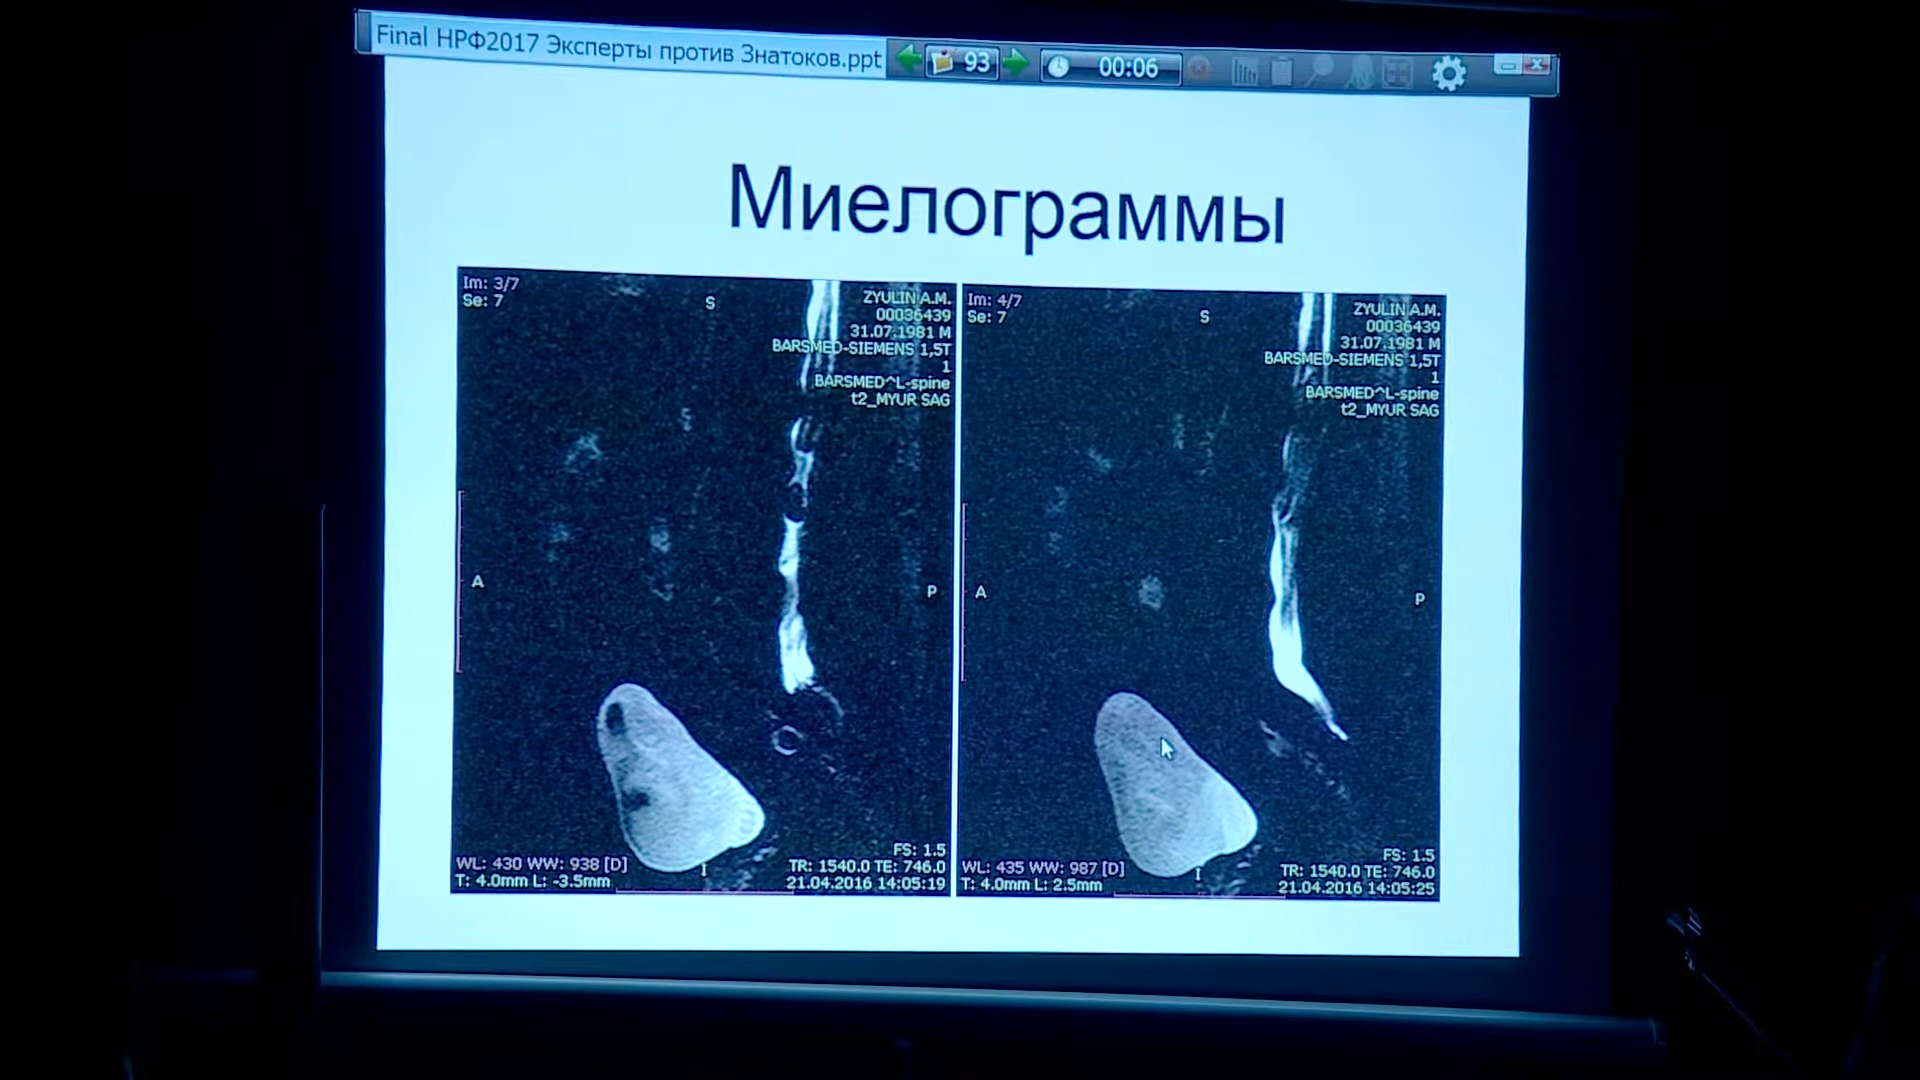 Final НРФ2017 Эксперты против Знатоков.ppt
93
00:06
Миелограммы
Im: 3/7
Se: 7
S
ZYULIN A.M.
00036439
31.07.1981 M
BARSMED-SIEMENS 1,5T
1
BARSMED^L-spine
t2_MYUR SAG
A
P
I
WL: 430 WW: 938 [D]
T: 4.0mm L: -3.5mm
FS: 1.5
TR: 1540.0 TE: 746.0
21.04.2016 14:05:19
Im: 4/7
Se: 7
S
ZYULIN A.M.
00036439
31.07.1981 M
BARSMED-SIEMENS 1,5T
1
BARSMED^L-spine
t2_MYUR SAG
A
P
I
WL: 435 WW: 987 [D]
T: 4.0mm L: 2.5mm
FS: 1.5
TR: 1540.0 TE: 746.0
21.04.2016 14:05:25